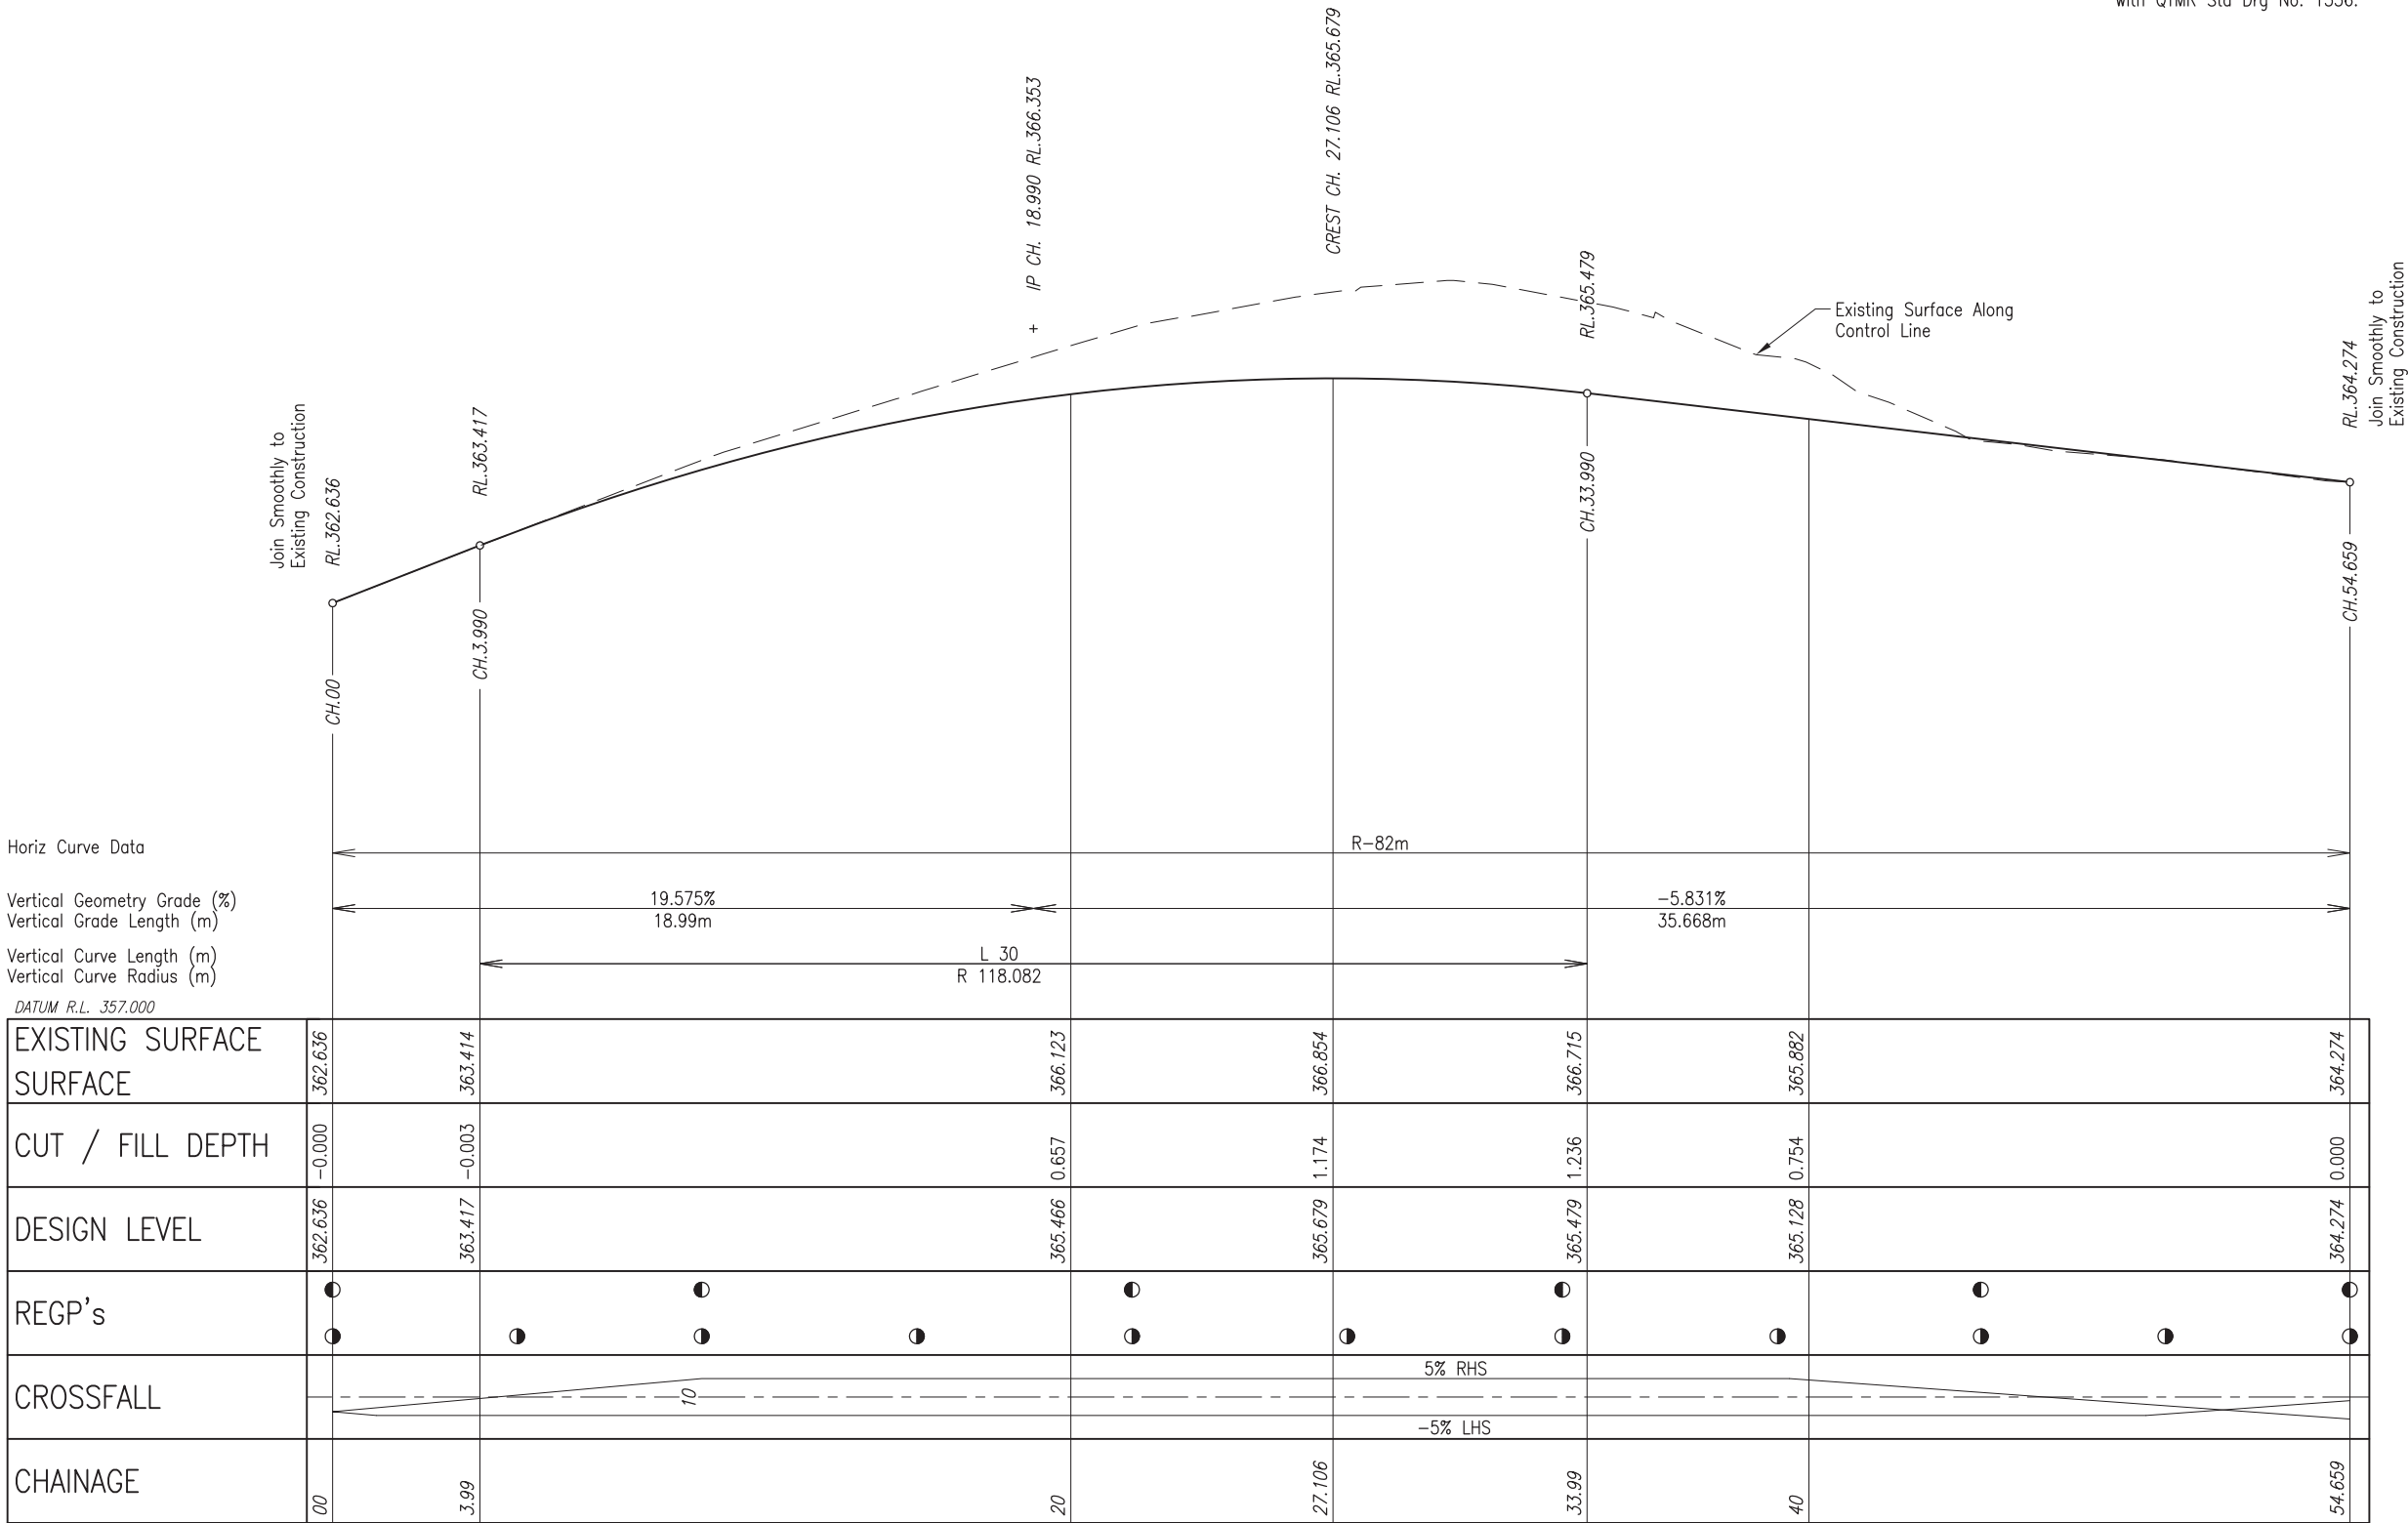 with QTMR Std Drg No. 1356.
IP CH. 18.990 RL.366.353
CREST CH. 27.106 RL.365.679
Join Smoothly to
Existing Construction
RL.362.636
RL.363.417
RL.365.479
Existing Surface Along
Control Line
RL.364.274
Join Smoothly to
Existing Construction
CH.00
CH.3.990
CH.33.990
CH.54.659
Horiz Curve Data
R-82m
Vertical Geometry Grade (%)
19.575%
-5.831%
Vertical Grade Length (m)
18.99m
35.668m
Vertical Curve Length (m)
L 30
Vertical Curve Radius (m)
R 118.082
DATUM R.L. 357.000
EXISTING SURFACE
SURFACE
362.636 363.414 366.123 366.854 366.715 365.882 364.274
CUT / FILL DEPTH
-0.000 -0.003 0.657 1.174 1.236 0.754 0.000
DESIGN LEVEL
362.636 363.417 365.466 365.679 365.479 365.128 364.274
REGP's
CROSSFALL
5% RHS
10
-5% LHS
CHAINAGE
00 3.99 20 27.106 33.99 40 54.659